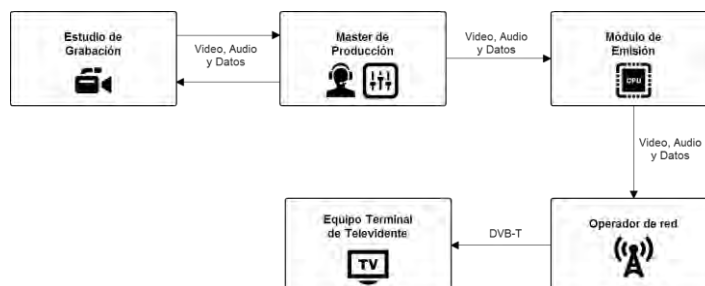 Estudio de
Grabación
Video, Audio
y Datos
Master de
Producción
Video, Audio
y Datos
Módulo de
Emisión
CPU
Video, Audio
y Datos
Equipo Terminal
de Televidente
TV
DVB-T
Operador de red